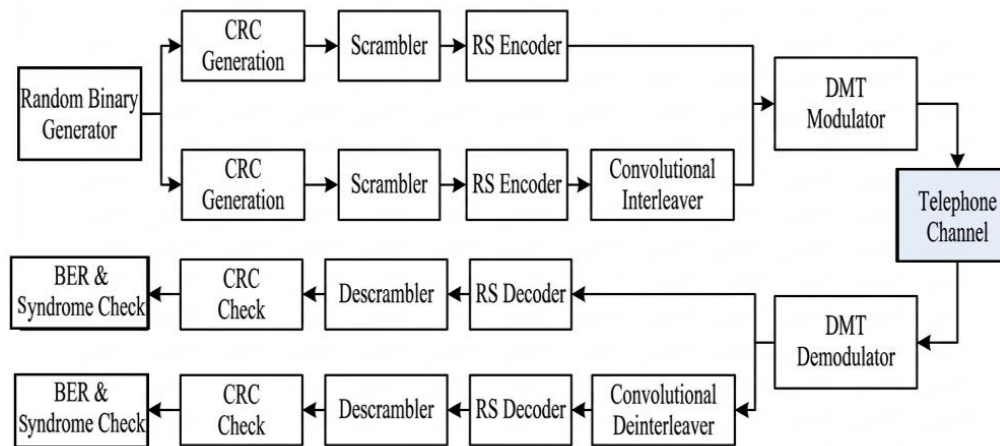 CRC
Generation
Scrambler
RS Encoder
Random Binary
Generator
DMT
Modulator
CRC
Generation
Scrambler
RS Encoder
Convolutional
Interleaver
Telephone
Channel
BER &
Syndrome Check
CRC
Check
Descrambler
RS Decoder
DMT
Demodulator
BER &
Syndrome Check
CRC
Check
Descrambler
RS Decoder
Convolutional
Deinterleaver